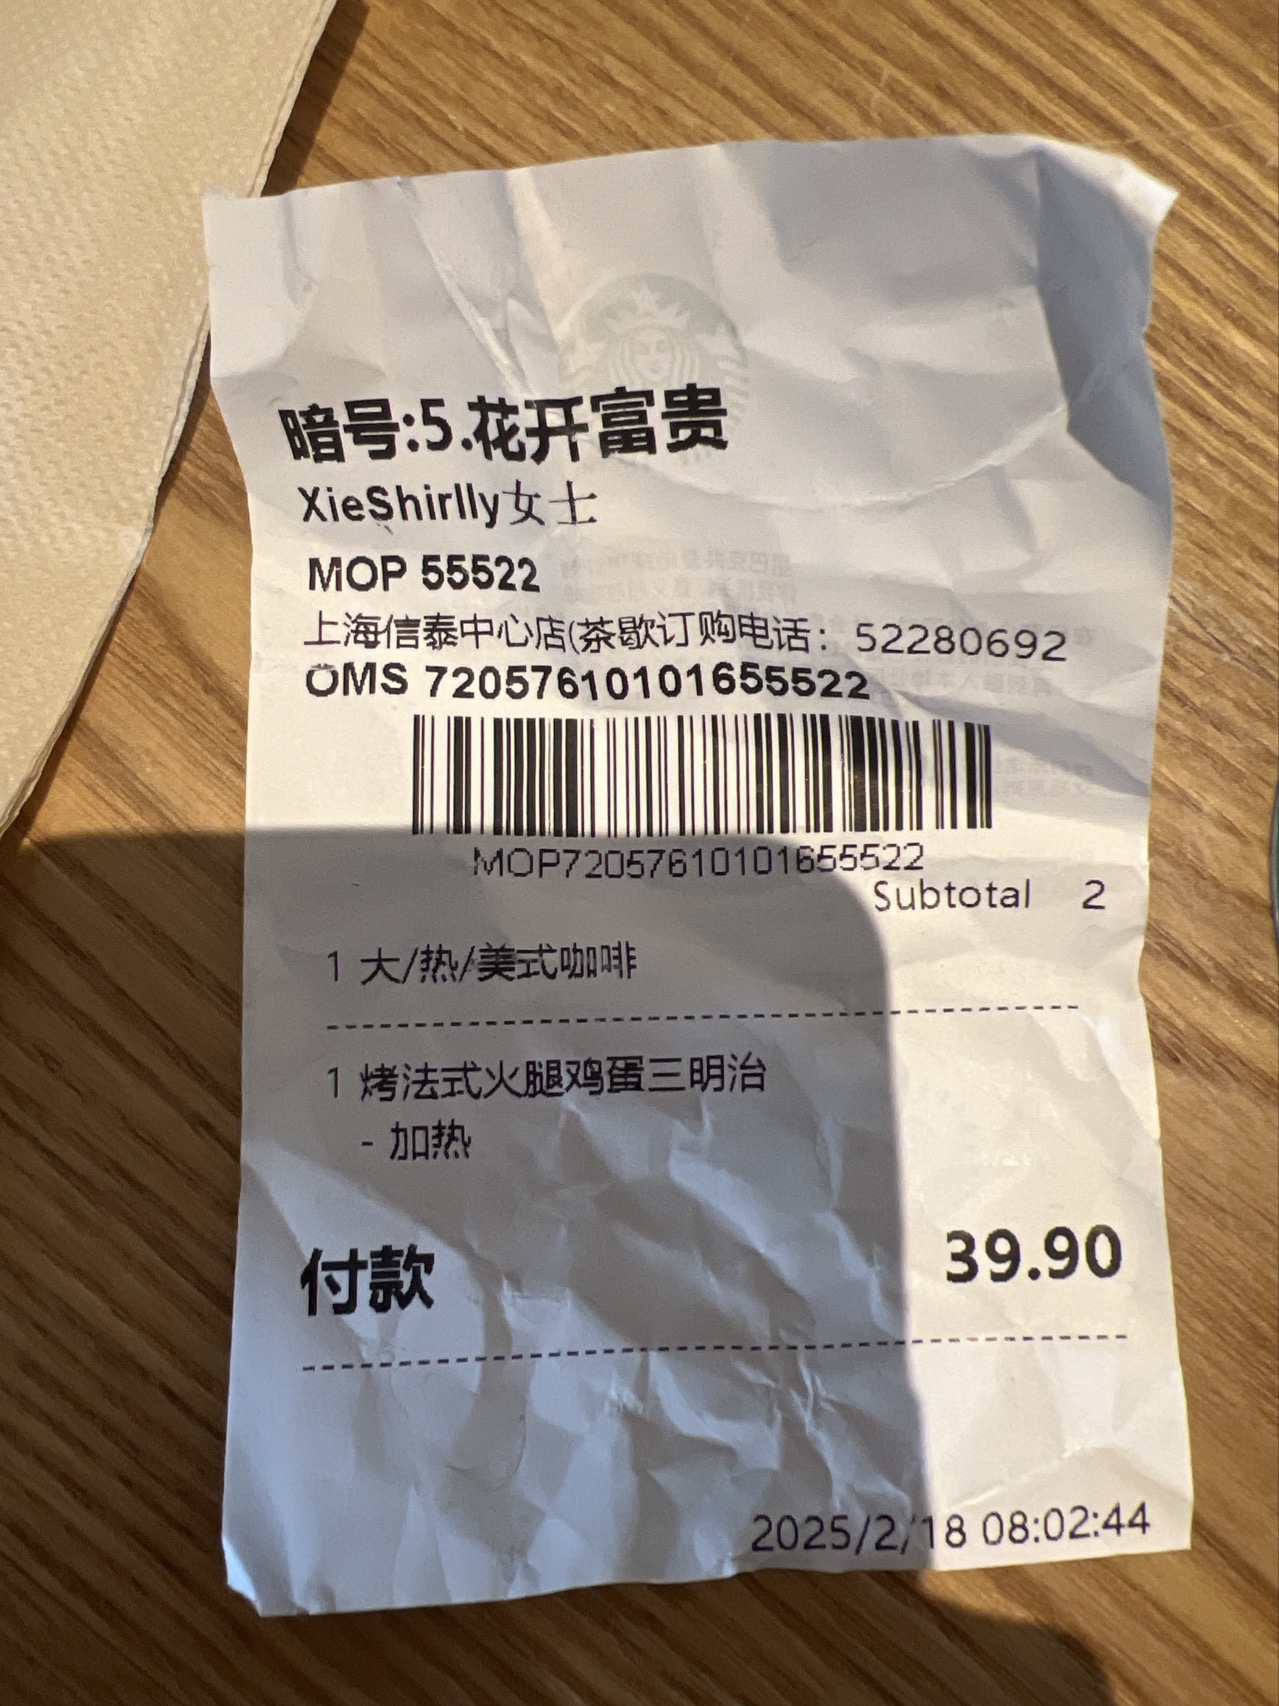 暗号:5.花开富贵
XieShirlly女士
MOP 55522
上海信泰中心店(茶歇订购电话：52280692
OMS 72057610101655522
MOP72057610101655522
Subtotal 2
1 大/热/美式咖啡
1 烤法式火腿鸡蛋三明治
- 加热
付款 39.90
2025/2/18 08:02:44